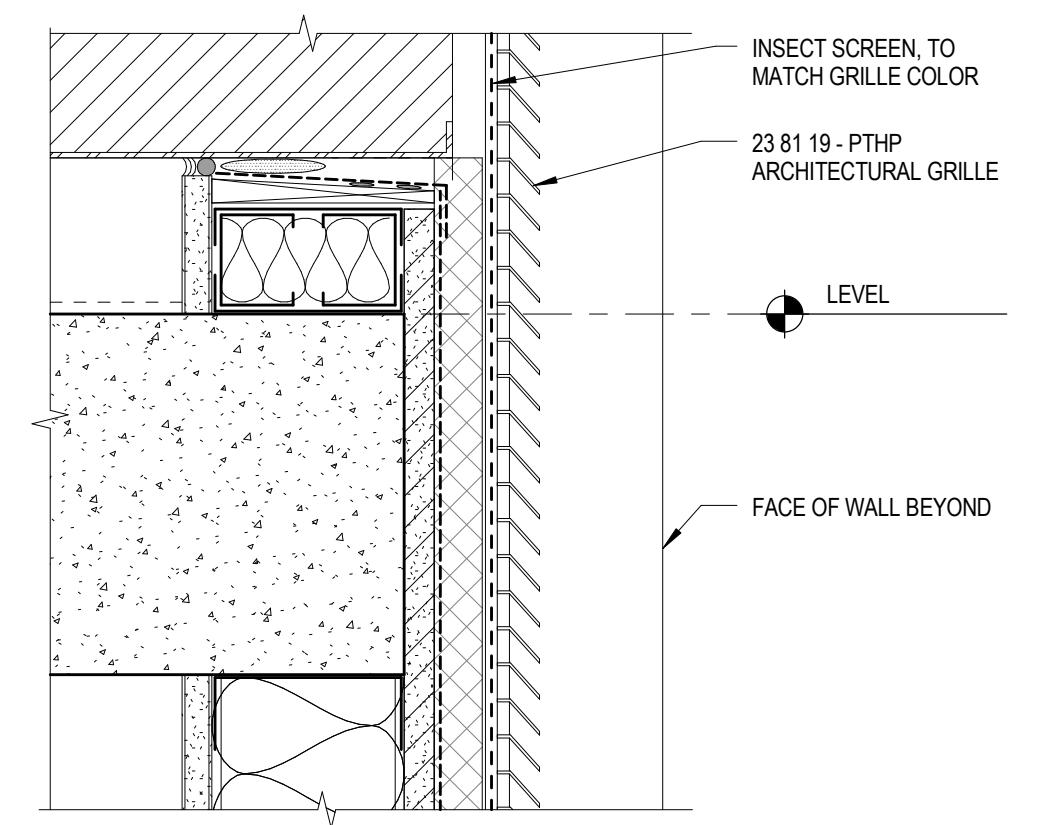 INSECT SCREEN, TO
MATCH GRILLE COLOR
23 81 19 - PTHP
ARCHITECTURAL GRILLE
LEVEL
FACE OF WALL BEYOND